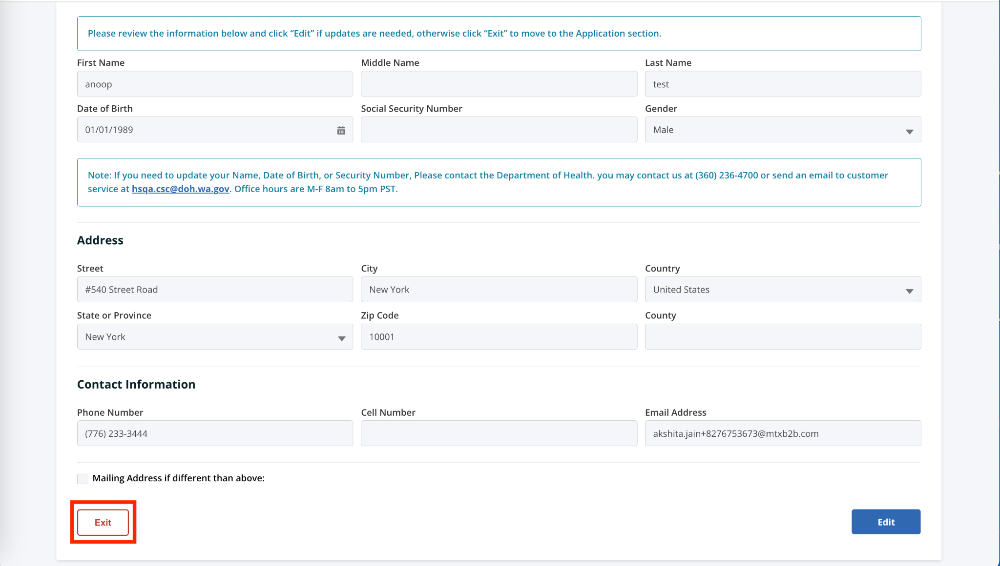 Please review the information below and click “Edit” if updates are needed, otherwise click “Exit” to move to the Application section.
First Name
Middle Name
Last Name
anoop
test
Date of Birth
Social Security Number
Gender
01/01/1989
Male
Note: If you need to update your Name, Date of Birth, or Security Number, Please contact the Department of Health. you may contact us at (360) 236-4700 or send an email to customer
service at hsqa.csc@doh.wa.gov. Office hours are M-F 8am to 5pm PST.
Address
Street
City
Country
#540 Street Road
New York
United States
State or Province
Zip Code
County
New York
10001
Contact Information
Phone Number
Cell Number
Email Address
(776) 233-3444
akshita.jain+8276753673@mtxb2b.com
Mailing Address if different than above:
Exit
Edit